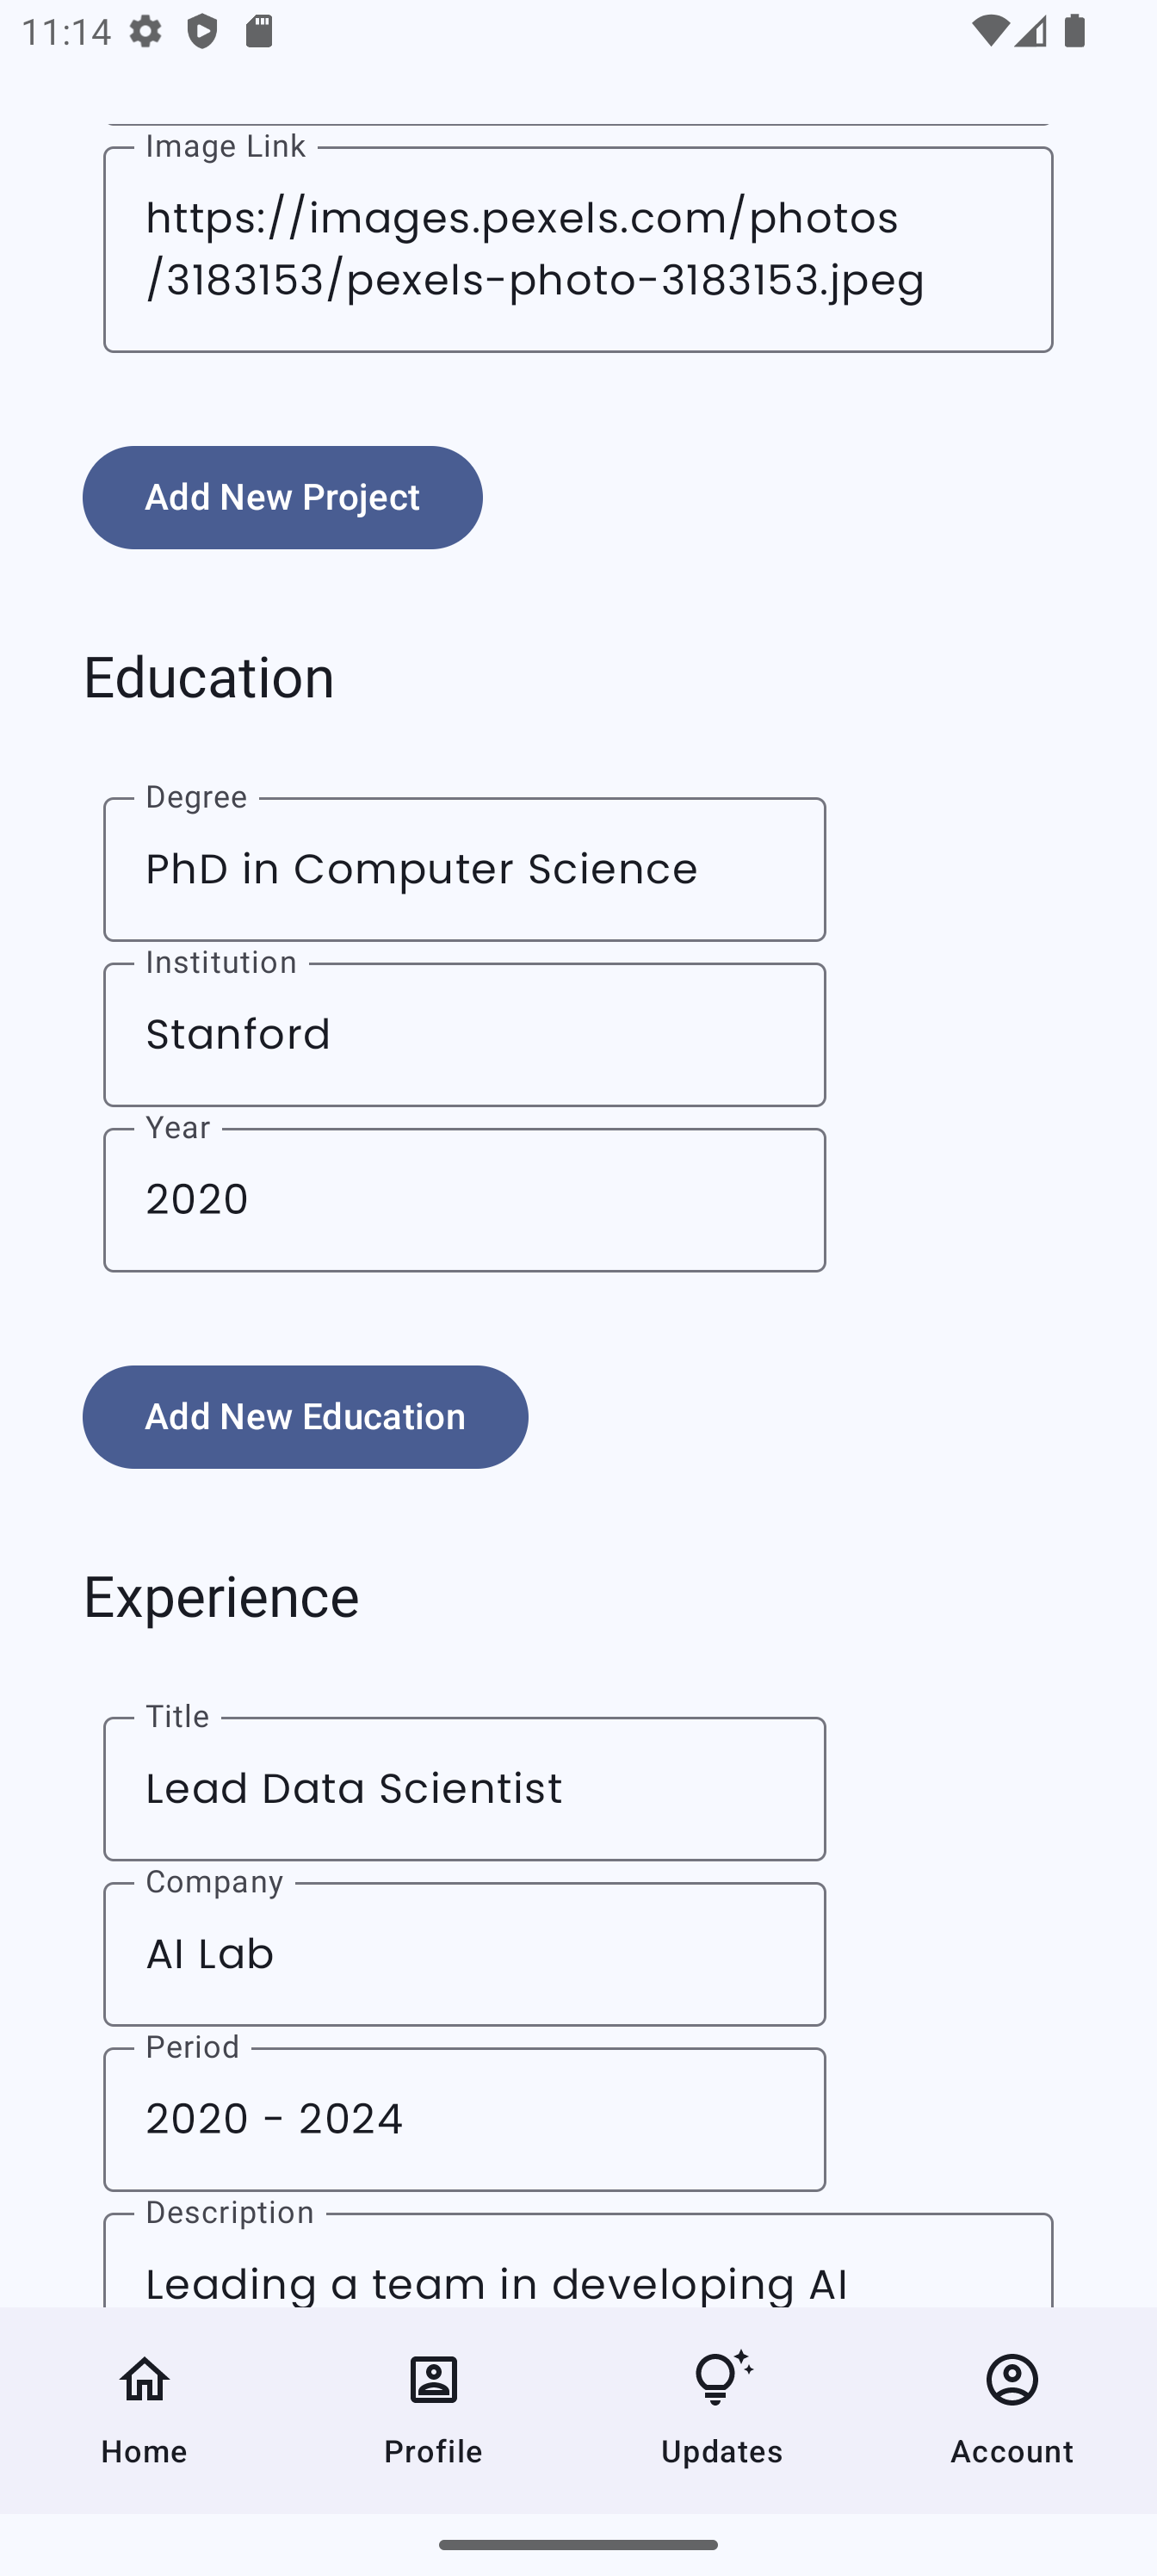 11:14
Image Link
https://images.pexels.com/photos
/3183153/pexels-photo-3183153.jpeg
Add New Project
Education
Degree
PhD in Computer Science
Institution
Stanford
Year
2020
Add New Education
Experience
Title
Lead Data Scientist
Company
AI Lab
Period
2020 - 2024
Description
Leading a team in developing AI
Home
Profile
Updates
Account